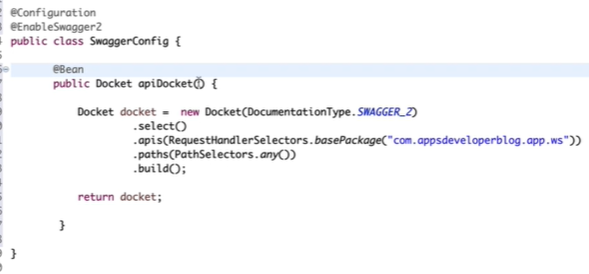 @Configuration
@EnableSwagger2
public class SwaggerConfig {
@Bean
public Docket apiDocket() {
Docket docket = new Docket(DocumentationType.SWAGGER_2)
.select()
.apis(RequestHandlerSelectors.basePackage("com.appsdeveloperblog.app.ws"))
.paths(PathSelectors.any())
.build();
return docket;
}
}